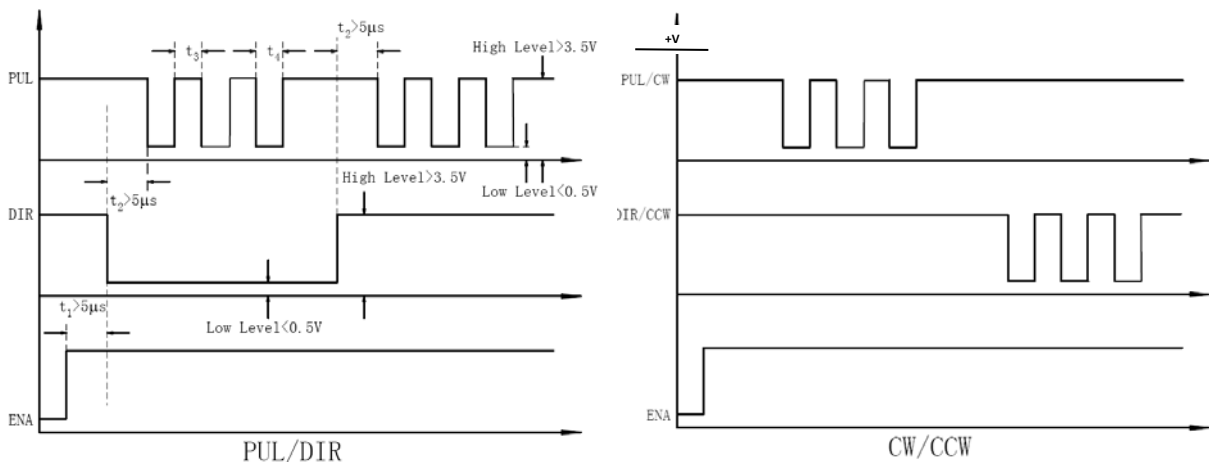 t₂>5μs
High Level>3.5V
t₃
t₄
PUL
High Level>3.5V
Low Level<0.5V
t₂>5μs
DIR
t₁>5μs
Low Level<0.5V
ENA
PUL/DIR
+V
PUL/CW
DIR/CCW
ENA
CW/CCW